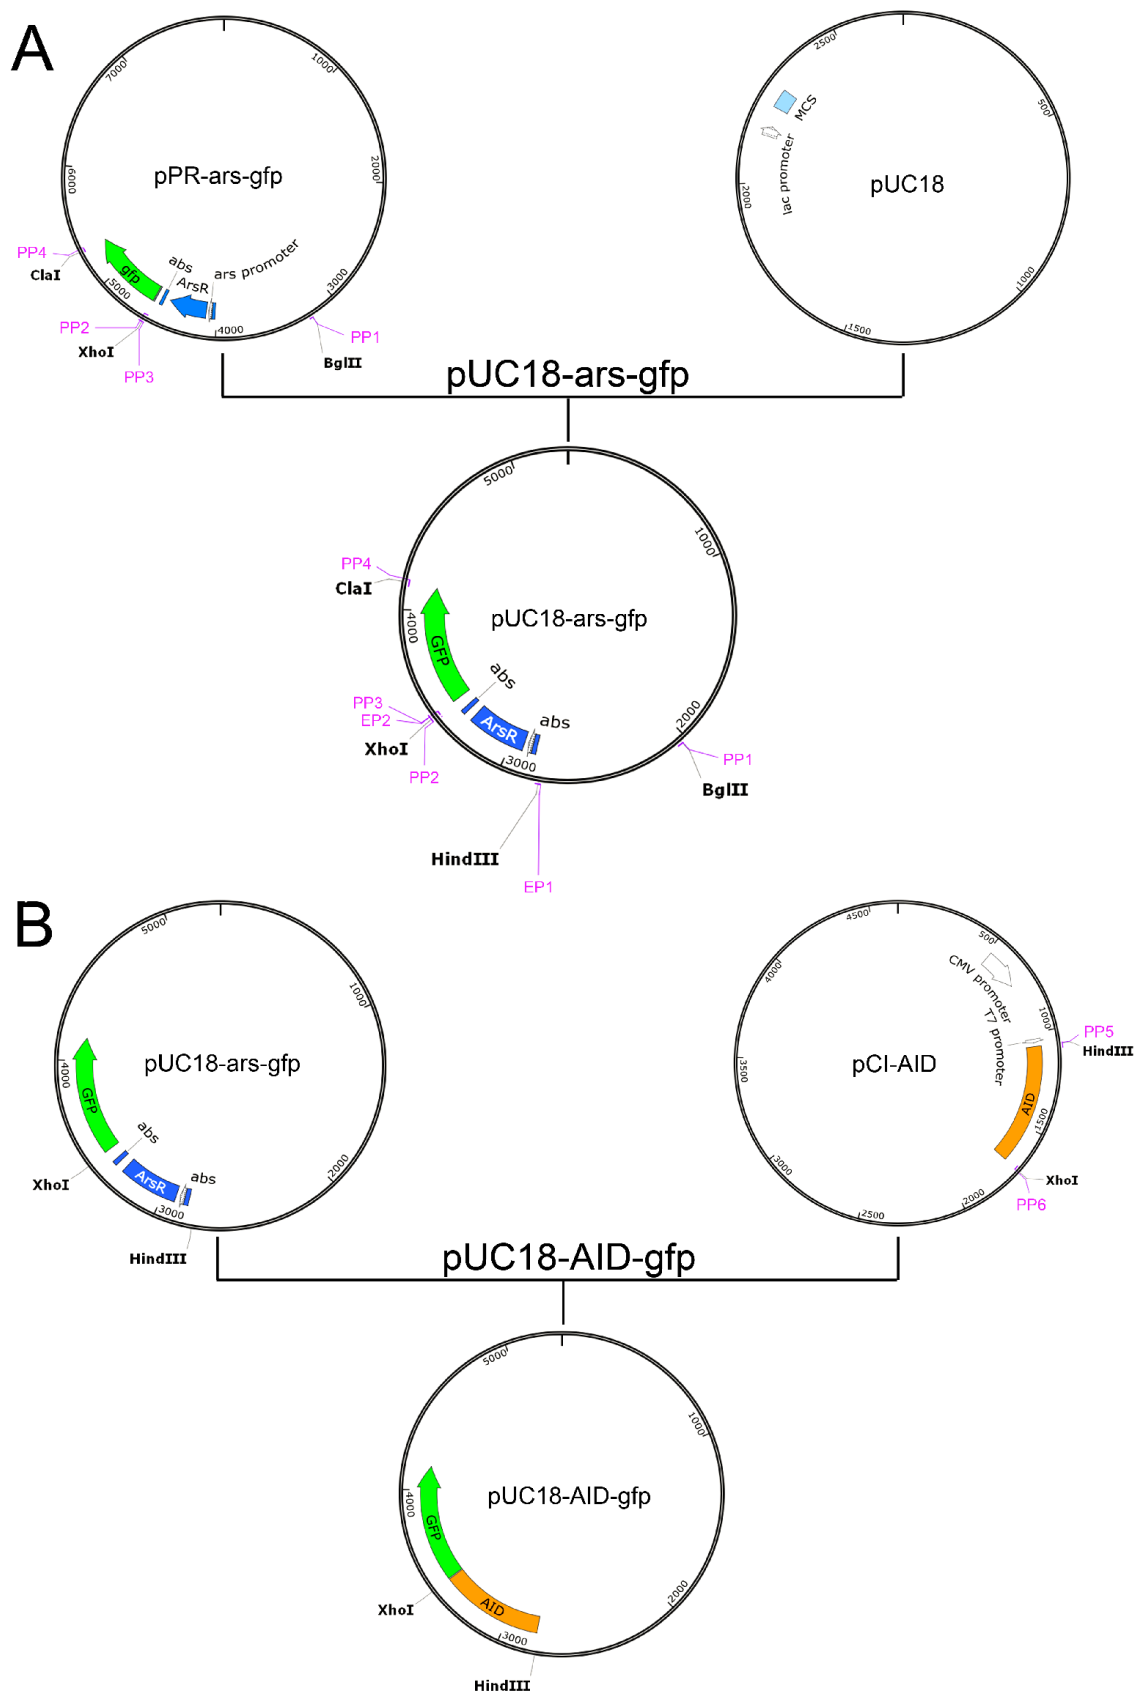 A
7000
1000
6000
2000
pPR-ars-gfp
PP4
ClaI
gfp
abs
ArsR
ars promoter
5000
4000
3000
PP2
XhoI
PP3
PP1
BglII
2500
500
MCS
lac promoter
2000
pUC18
1500
1000
pUC18-ars-gfp
5000
1000
PP4
ClaI
4000
pUC18-ars-gfp
GFP
abs
ArsR
abs
PP3
EP2
XhoI
PP2
3000
2000
PP1
BglII
HindIII
EP1
B
5000
1000
4000
pUC18-ars-gfp
GFP
abs
ArsR
abs
XhoI
3000
2000
HindIII
4500
500
4000
CMV promoter
T7 promoter
1000
PP5
HindIII
3500
pCI-AID
AID
1500
3000
2500
2000
XhoI
PP6
pUC18-AID-gfp
5000
1000
4000
pUC18-AID-gfp
GFP
AID
XhoI
3000
2000
HindIII